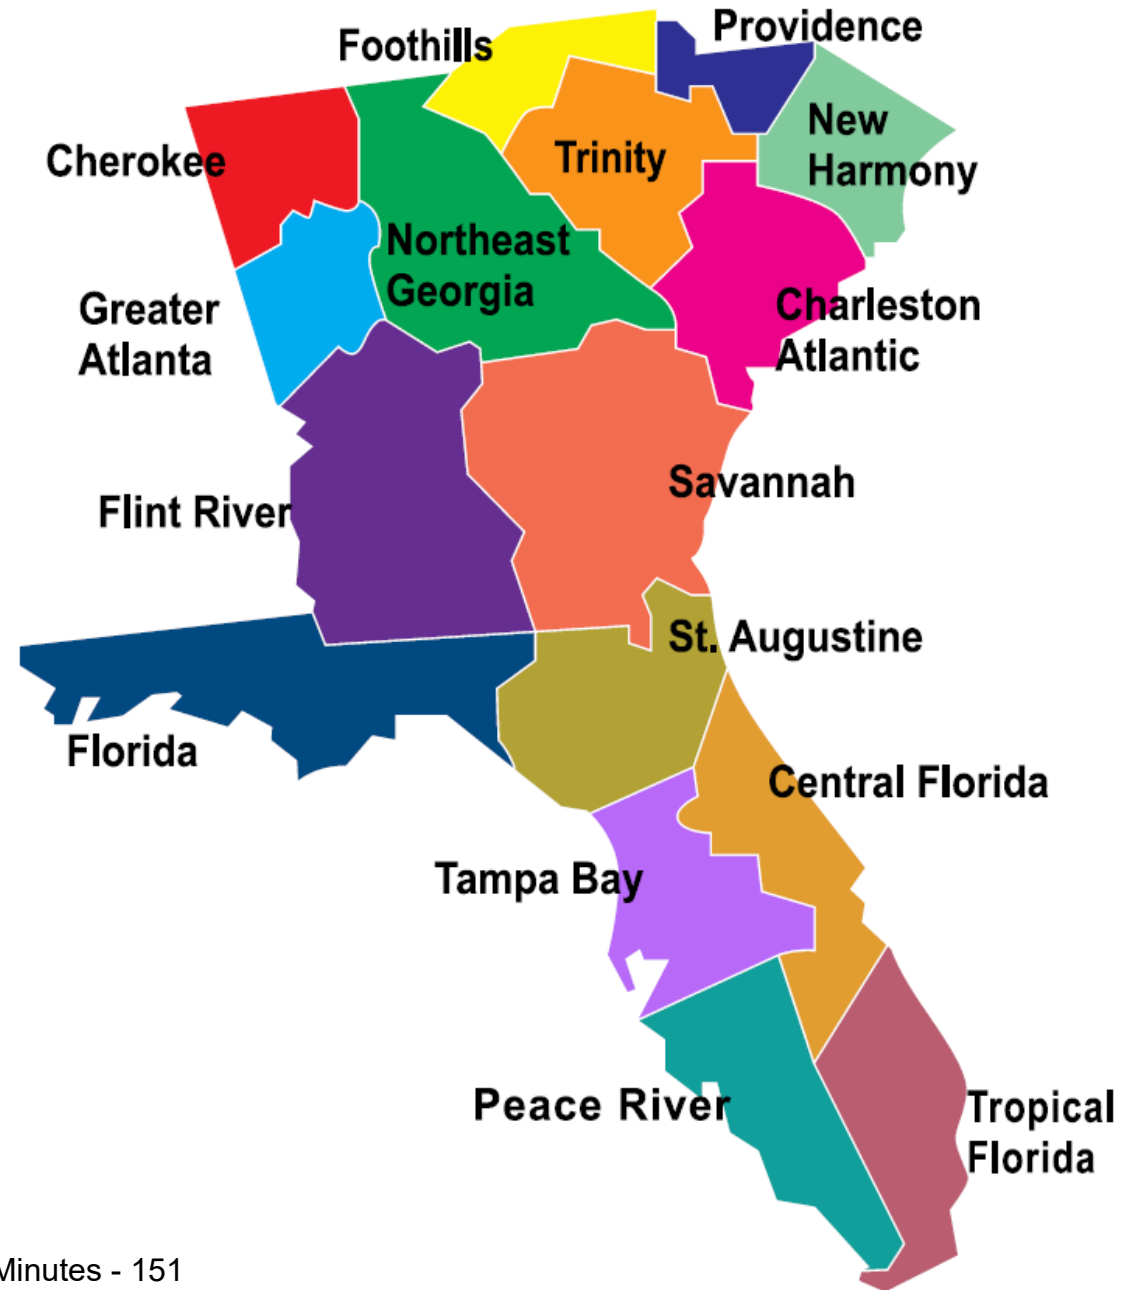 Providence
Foothills
New
Harmony
Trinity
Cherokee
Northeast
Georgia
Greater
Atlanta
Charleston
Atlantic
Savannah
Flint River
St. Augustine
Florida
Central Florida
Tampa Bay
Peace River
Tropical
Florida
Minutes - 151